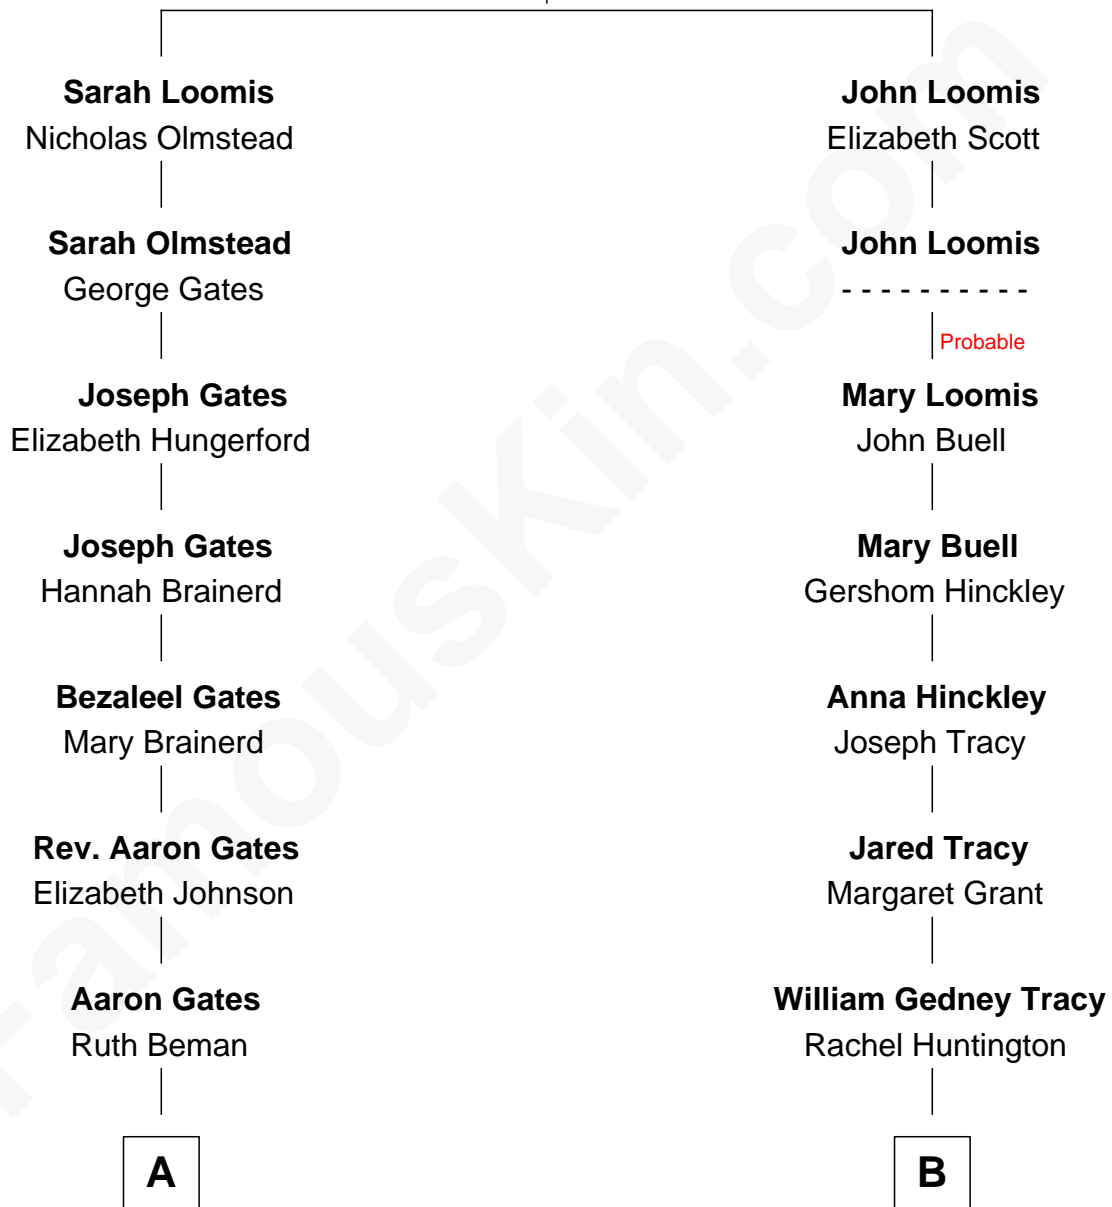 Sarah Loomis
Nicholas Olmstead
Sarah Olmstead
George Gates
Joseph Gates
Elizabeth Hungerford
Joseph Gates
Hannah Brainerd
Bezaleel Gates
Mary Brainerd
Rev. Aaron Gates
Elizabeth Johnson
Aaron Gates
Ruth Beman
A
John Loomis
Elizabeth Scott
John Loomis
- - - - - - - - - -
Probable
Mary Loomis
John Buell
Mary Buell
Gershom Hinckley
Anna Hinckley
Joseph Tracy
Jared Tracy
Margaret Grant
William Gedney Tracy
Rachel Huntington
B
FamousKin.com